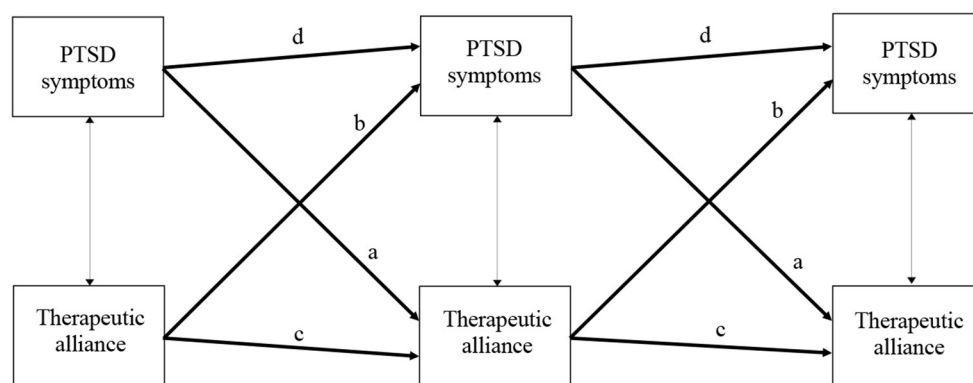 d
d
PTSD
symptoms
PTSD
symptoms
PTSD
symptoms
b
b
a
a
Therapeutic
alliance
c
Therapeutic
alliance
c
Therapeutic
alliance